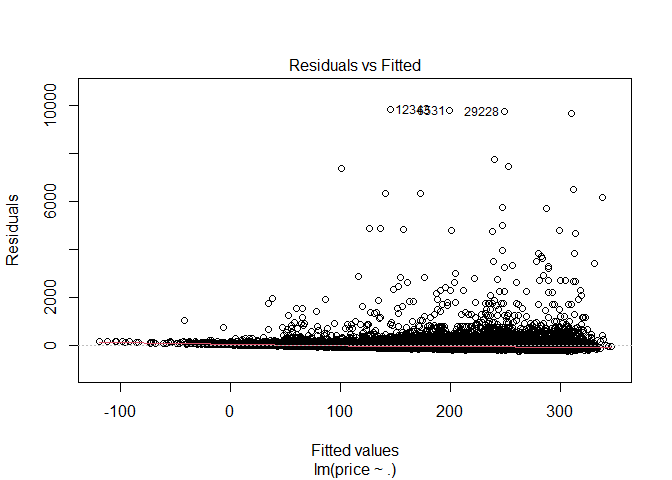 Residuals vs Fitted
Residuals
10000
6000
2000
0
29228
-100
0
100
200
300
Fitted values
lm(price ~ .)